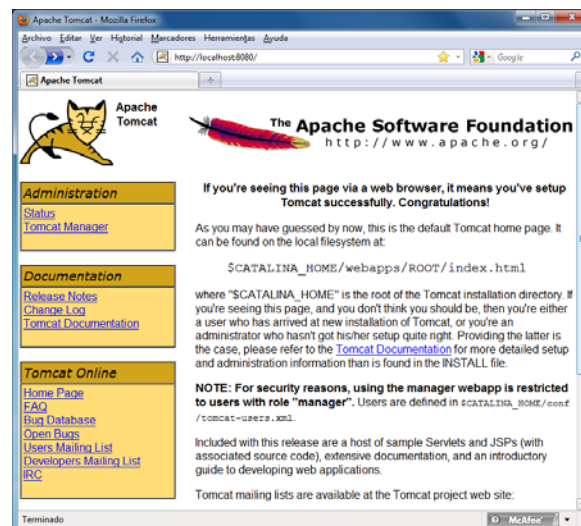 Apache Tomcat - Mozilla Firefox
Archivo Editar Ver Historial Marcadores Herramientas Ayuda
http://localhost:8080/
Google
Apache Tomcat
Apache
Tomcat
The Apache Software Foundation
http://www.apache.org/
Administration
Status
Tomcat Manager
Documentation
Release Notes
Change Log
Tomcat Documentation
Tomcat Online
Home Page
FAQ
Bug Database
Open Bugs
Users Mailing List
Developers Mailing List
IRC
If you're seeing this page via a web browser, it means you've setup
Tomcat successfully. Congratulations!
As you may have guessed by now, this is the default Tomcat home page. It
can be found on the local filesystem at:
$CATALINA_HOME/webapps/ROOT/index.html
where "$CATALINA_HOME" is the root of the Tomcat installation directory. If
you're seeing this page, and you don't think you should be, then you're either
a user who has arrived at new installation of Tomcat, or you're an
administrator who hasn't got his/her setup quite right. Providing the latter is
the case, please refer to the Tomcat Documentation for more detailed setup
and administration information than is found in the INSTALL file.
NOTE: For security reasons, using the manager webapp is restricted
to users with role "manager". Users are defined in $CATALINA_HOME/conf
/tomcat-users.xml.
Included with this release are a host of sample Servlets and JSPs (with
associated source code), extensive documentation, and an introductory
guide to developing web applications.
Tomcat mailing lists are available at the Tomcat project web site:
Terminado
McAfee